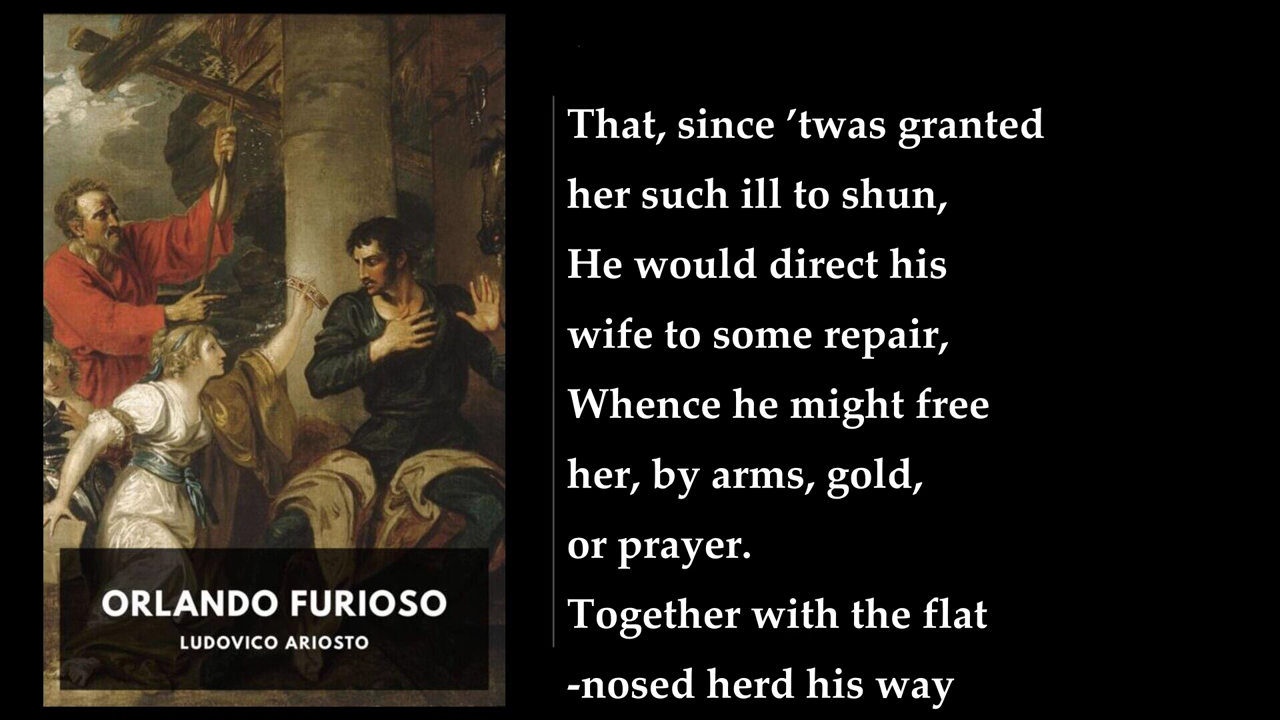 ORLANDO FURIOSO
LUDOVICO ARIOSTO
That, since ’twas granted
her such ill to shun,
He would direct his
wife to some repair,
Whence he might free
her, by arms, gold,
or prayer.
Together with the flat
-nosed herd his way